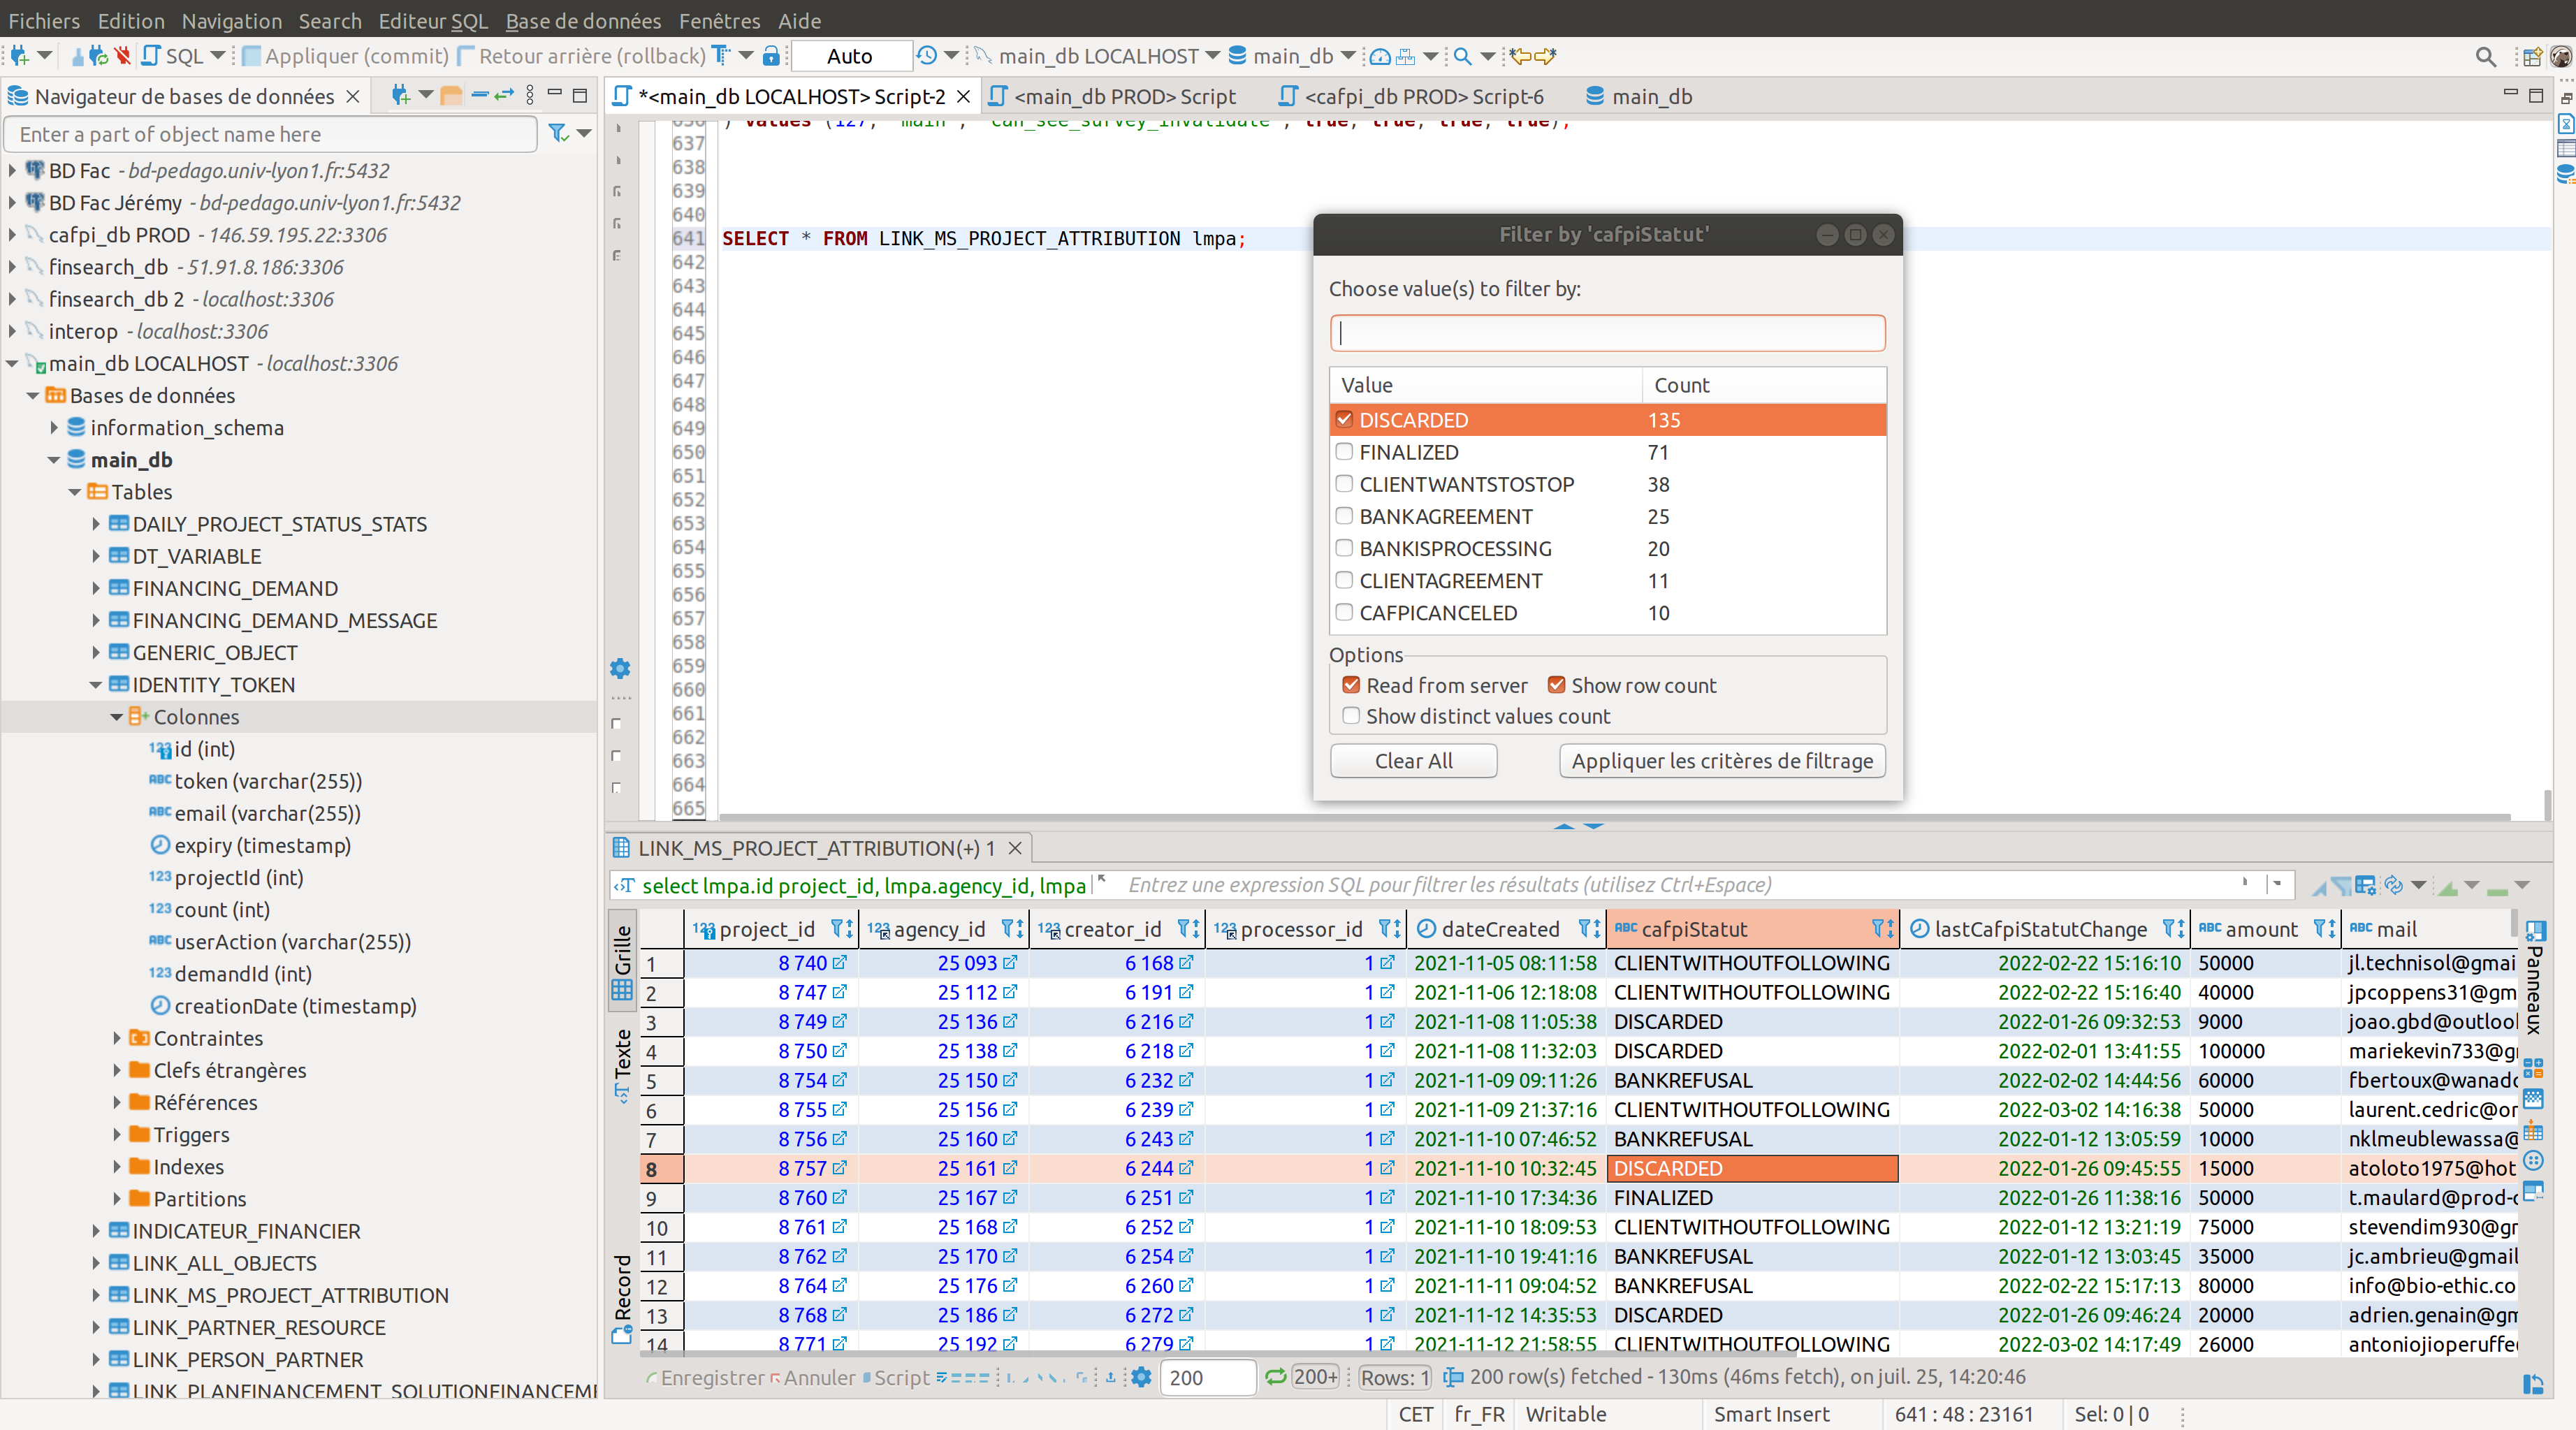 Fichiers Edition Navigation Search Editeur SQL Base de données Fenêtres Aide
SQL Appliquer (commit) Retour arrière (rollback) Auto main_db LOCALHOST main_db
Navigateur de bases de données
Enter a part of object name here
BD Fac - bd-pedago.univ-lyon1.fr:5432
BD Fac Jérémy - bd-pedago.univ-lyon1.fr:5432
cafpi_db PROD - 146.59.195.22:3306
finsearch_db - 51.91.8.186:3306
finsearch_db 2 - localhost:3306
interop - localhost:3306
main_db LOCALHOST - localhost:3306
Bases de données
information_schema
main_db
Tables
DAILY_PROJECT_STATUS_STATS
DT_VARIABLE
FINANCING_DEMAND
FINANCING_DEMAND_MESSAGE
GENERIC_OBJECT
IDENTITY_TOKEN
Colonnes
id (int)
token (varchar(255))
email (varchar(255))
expiry (timestamp)
projectId (int)
count (int)
userAction (varchar(255))
demandId (int)
creationDate (timestamp)
Contraintes
Clefs étrangères
Références
Triggers
Indexes
Partitions
INDICATEUR_FINANCIER
LINK_ALL_OBJECTS
LINK_MS_PROJECT_ATTRIBUTION
LINK_PARTNER_RESOURCE
LINK_PERSON_PARTNER
LINK_PLANFINANCEMENT_SOLUTIONFINANCEME
*<main_db LOCALHOST> Script-2 <main_db PROD> Script <cafpi_db PROD> Script-6 main_db
636 ) values (127, 'main', 'can_see_survey_invalidate', true, true, true, true);
637
638
639
640
641 SELECT * FROM LINK_MS_PROJECT_ATTRIBUTION lmpa;
642
643
644
645
646
647
648
649
650
651
652
653
654
655
656
657
658
659
660
661
662
663
664
665
Filter by 'cafpiStatut'
Choose value(s) to filter by:
Value Count
DISCARDED 135
FINALIZED 71
CLIENTWANTSTOSTOP 38
BANKAGREEMENT 25
BANKISPROCESSING 20
CLIENTAGREEMENT 11
CAFPICANCELED 10
Options
Read from server Show row count
Show distinct values count
Clear All Appliquer les critères de filtrage
LINK_MS_PROJECT_ATTRIBUTION(+) 1
select lmpa.id project_id, lmpa.agency_id, lmpa Entrez une expression SQL pour filtrer les résultats (utilisez Ctrl+Espace)
Grille
Texte
Record
Panneaux
123 project_id 123 agency_id 123 creator_id 123 processor_id dateCreated ABC cafpiStatut lastCafpiStatutChange ABC amount ABC mail
1 8 740 25 093 6 168 1 2021-11-05 08:11:58 CLIENTWITHOUTFOLLOWING 2022-02-22 15:16:10 50000 jl.technisol@gmai
2 8 747 25 112 6 191 1 2021-11-06 12:18:08 CLIENTWITHOUTFOLLOWING 2022-02-22 15:16:40 40000 jpcoppens31@gm
3 8 749 25 136 6 216 1 2021-11-08 11:05:38 DISCARDED 2022-01-26 09:32:53 9000 joao.gbd@outlool
4 8 750 25 138 6 218 1 2021-11-08 11:32:03 DISCARDED 2022-02-01 13:41:55 100000 mariekevin733@g
5 8 754 25 150 6 232 1 2021-11-09 09:11:26 BANKREFUSAL 2022-02-02 14:44:56 60000 fbertoux@wanadc
6 8 755 25 156 6 239 1 2021-11-09 21:37:16 CLIENTWITHOUTFOLLOWING 2022-03-02 14:16:38 50000 laurent.cedric@or
7 8 756 25 160 6 243 1 2021-11-10 07:46:52 BANKREFUSAL 2022-01-12 13:05:59 10000 nklmeublewassa@
8 8 757 25 161 6 244 1 2021-11-10 10:32:45 DISCARDED 2022-01-26 09:45:55 15000 atoloto1975@hot
9 8 760 25 167 6 251 1 2021-11-10 17:34:36 FINALIZED 2022-01-26 11:38:16 50000 t.maulard@prod-c
10 8 761 25 168 6 252 1 2021-11-10 18:09:53 CLIENTWITHOUTFOLLOWING 2022-01-12 13:21:19 75000 stevendim930@gr
11 8 762 25 170 6 254 1 2021-11-10 19:41:16 BANKREFUSAL 2022-01-12 13:03:45 35000 jc.ambrieu@gmail
12 8 764 25 176 6 260 1 2021-11-11 09:04:52 BANKREFUSAL 2022-02-22 15:17:13 80000 info@bio-ethic.co
13 8 768 25 186 6 272 1 2021-11-12 14:35:53 DISCARDED 2022-01-26 09:46:24 20000 adrien.genain@gm
14 8 771 25 192 6 279 1 2021-11-12 21:58:55 CLIENTWITHOUTFOLLOWING 2022-03-02 14:17:49 26000 antoniojioperuffe
Enregistrer Annuler Script 200 200+ Rows: 1 200 row(s) fetched - 130ms (46ms fetch), on juil. 25, 14:20:46
CET fr_FR Writable Smart Insert 641 : 48 : 23161 Sel: 0 | 0